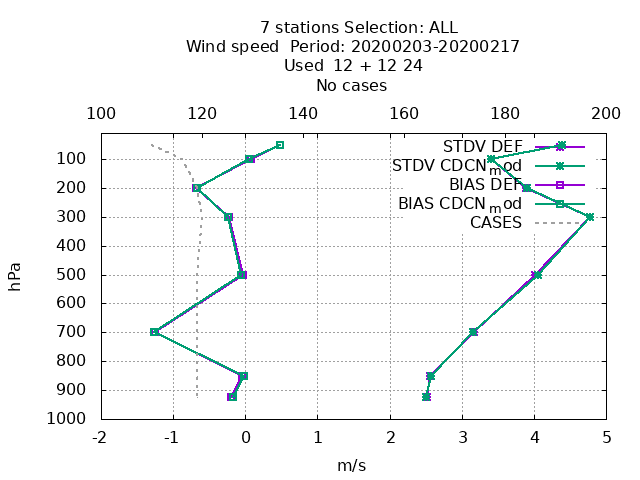 7 stations Selection: ALL
Wind speed  Period: 20200203-20200217
Used  12 + 12 24
No cases
100 120 140 160 180 200
STDV DEF
STDV CDCNmod
BIAS DEF
BIAS CDCNmod
CASES
100
200
300
400
500
600
700
800
900
1000
hPa
-2 -1 0 1 2 3 4 5
m/s